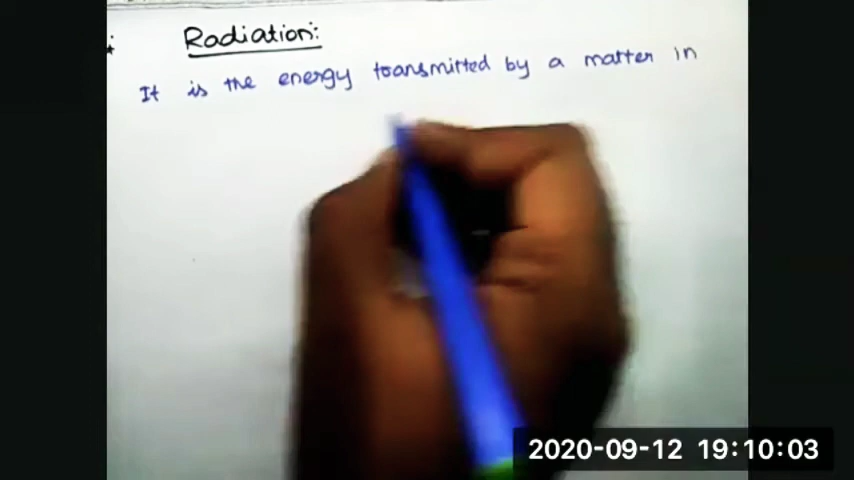 Radiation:
It is the energy transmitted by a matter in
2020-09-12 19:10:03